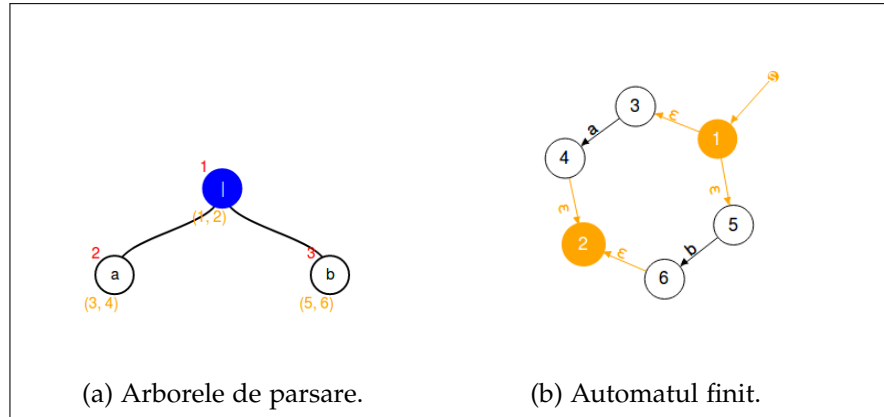 1
|
(1, 2)
2
a
(3, 4)
3
b
(5, 6)
(a) Arborele de parsare.
s
3
ε
1
a
4
ε
ε
5
2
b
ε
6
(b) Automatul finit.